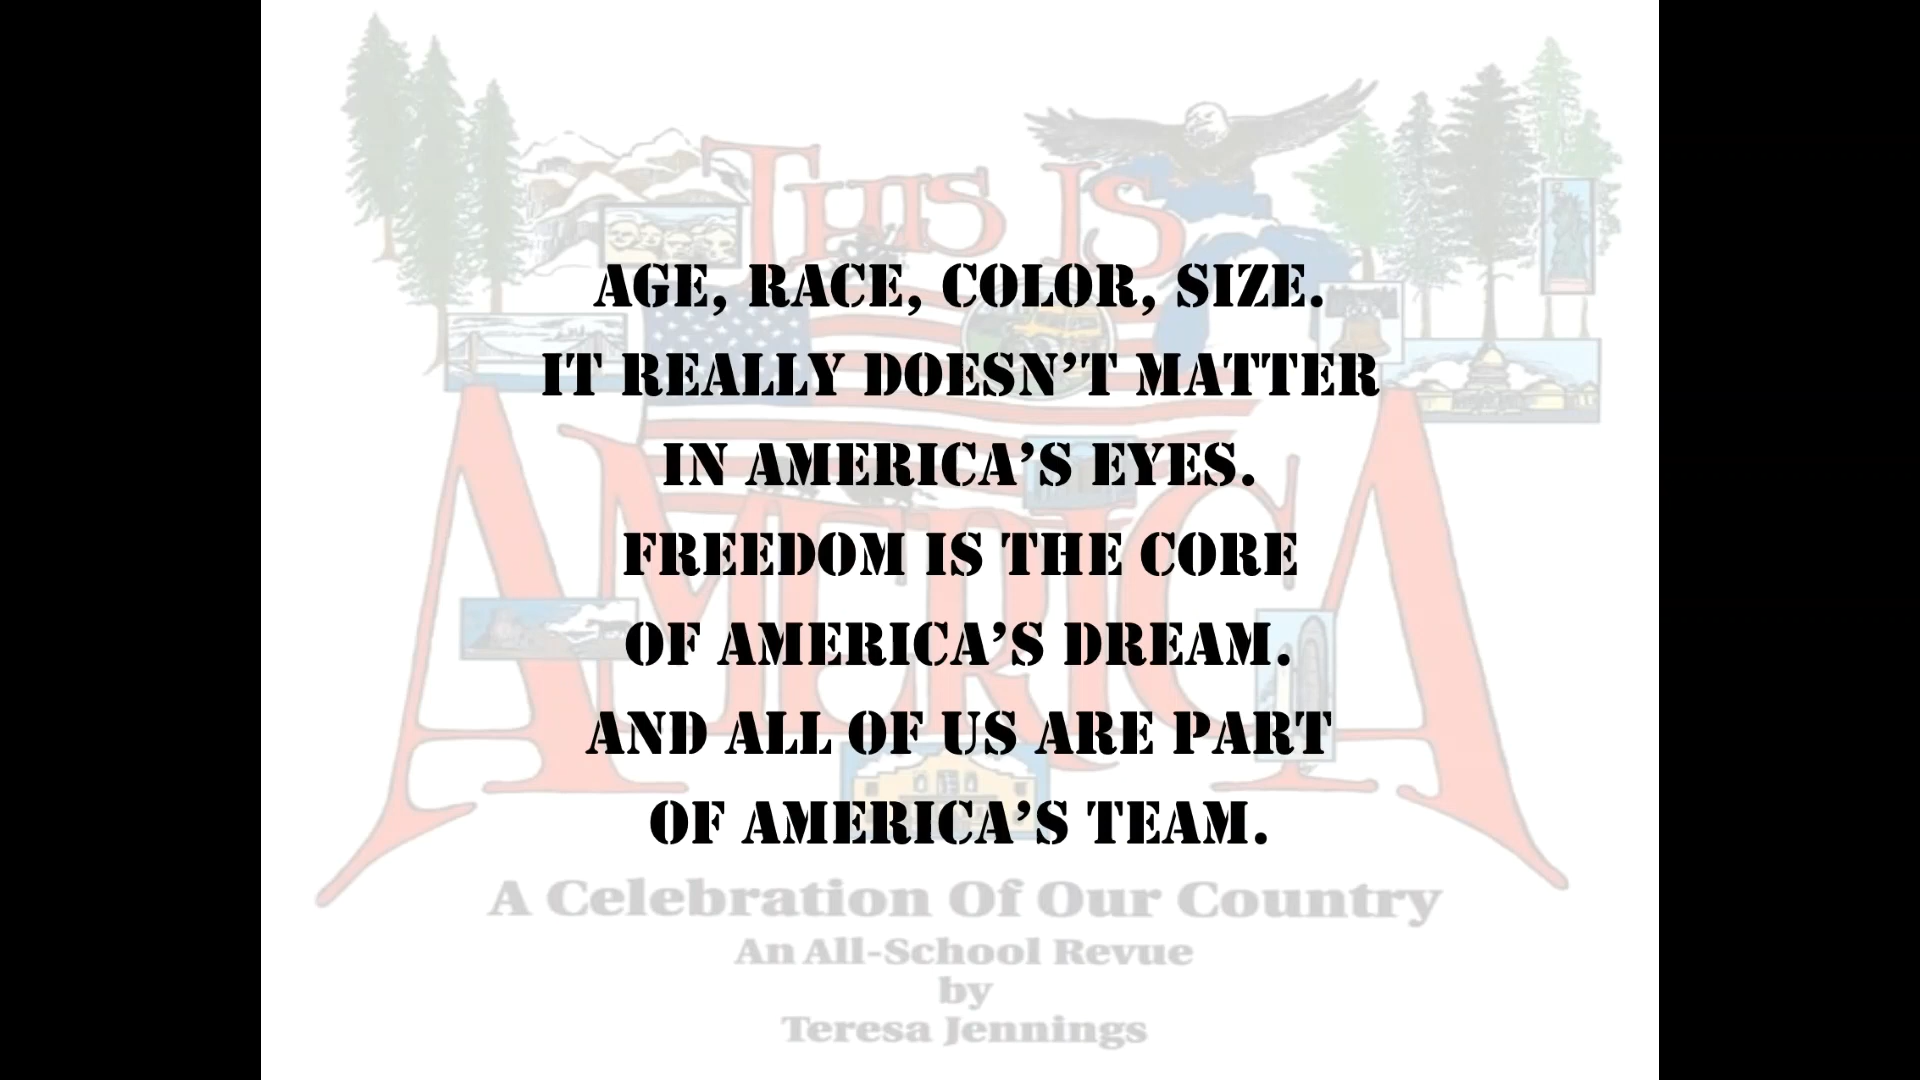 THIS IS
AMERICA
AGE, RACE, COLOR, SIZE.
IT REALLY DOESN’T MATTER
IN AMERICA’S EYES.
FREEDOM IS THE CORE
OF AMERICA’S DREAM.
AND ALL OF US ARE PART
OF AMERICA’S TEAM.
A Celebration Of Our Country
An All-School Revue
by
Teresa Jennings